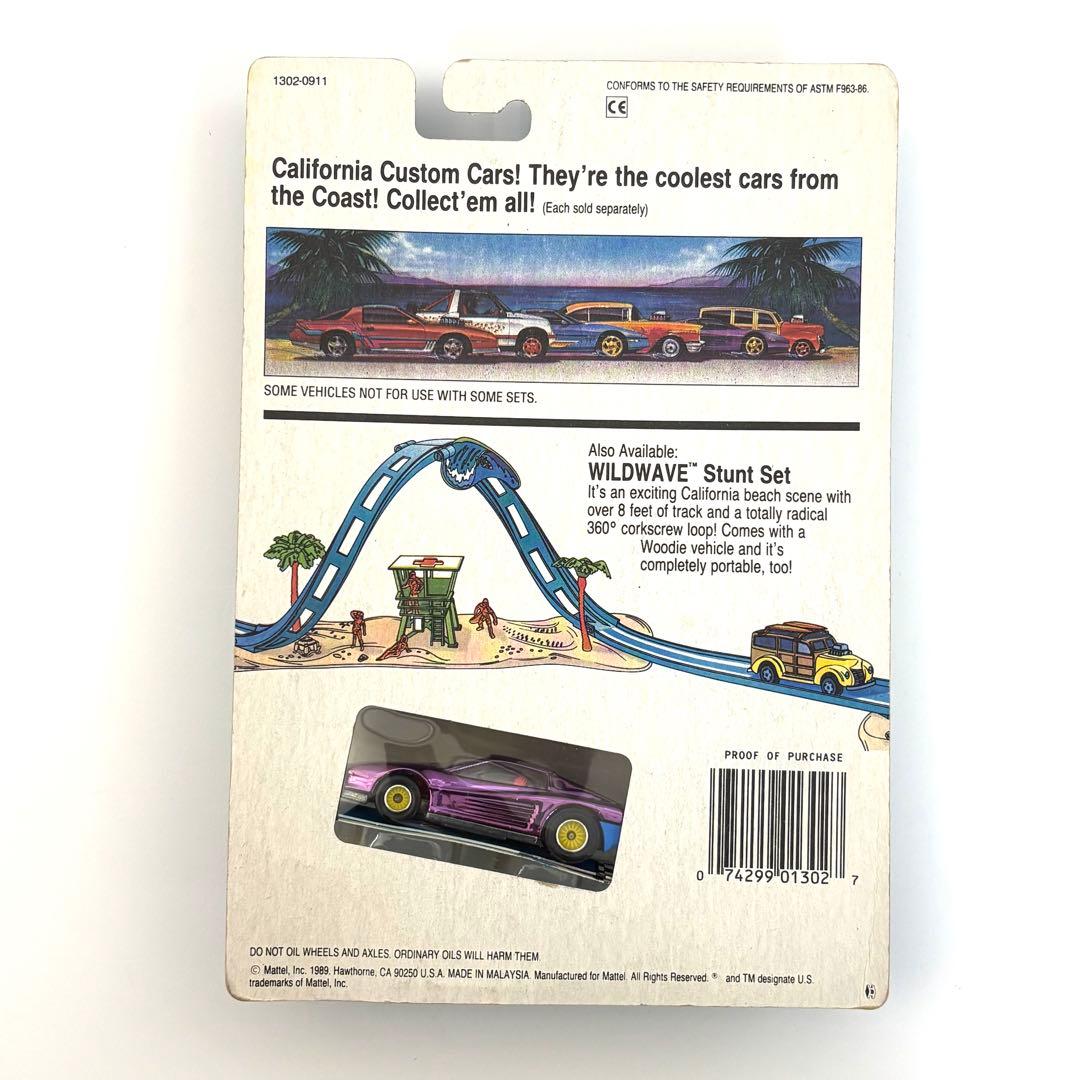 1302-0911
CONFORMS TO THE SAFETY REQUIREMENTS OF ASTM F963-86.
CE
California Custom Cars! They're the coolest cars from
the Coast! Collect'em all! (Each sold separately)
SOME VEHICLES NOT FOR USE WITH SOME SETS.
Also Available:
WILDWAVE™ Stunt Set
It's an exciting California beach scene with
over 8 feet of track and a totally radical
360° corkscrew loop! Comes with a
Woodie vehicle and it's
completely portable, too!
PROOF OF PURCHASE
0 74299 01302 7
DO NOT OIL WHEELS AND AXLES. ORDINARY OILS WILL HARM THEM
© Mattel, Inc. 1989. Hawthorne, CA 90250 U.S.A. MADE IN MALAYSIA. Manufactured for Mattel. All Rights Reserved. ® and TM designate U.S.
trademarks of Mattel, Inc.